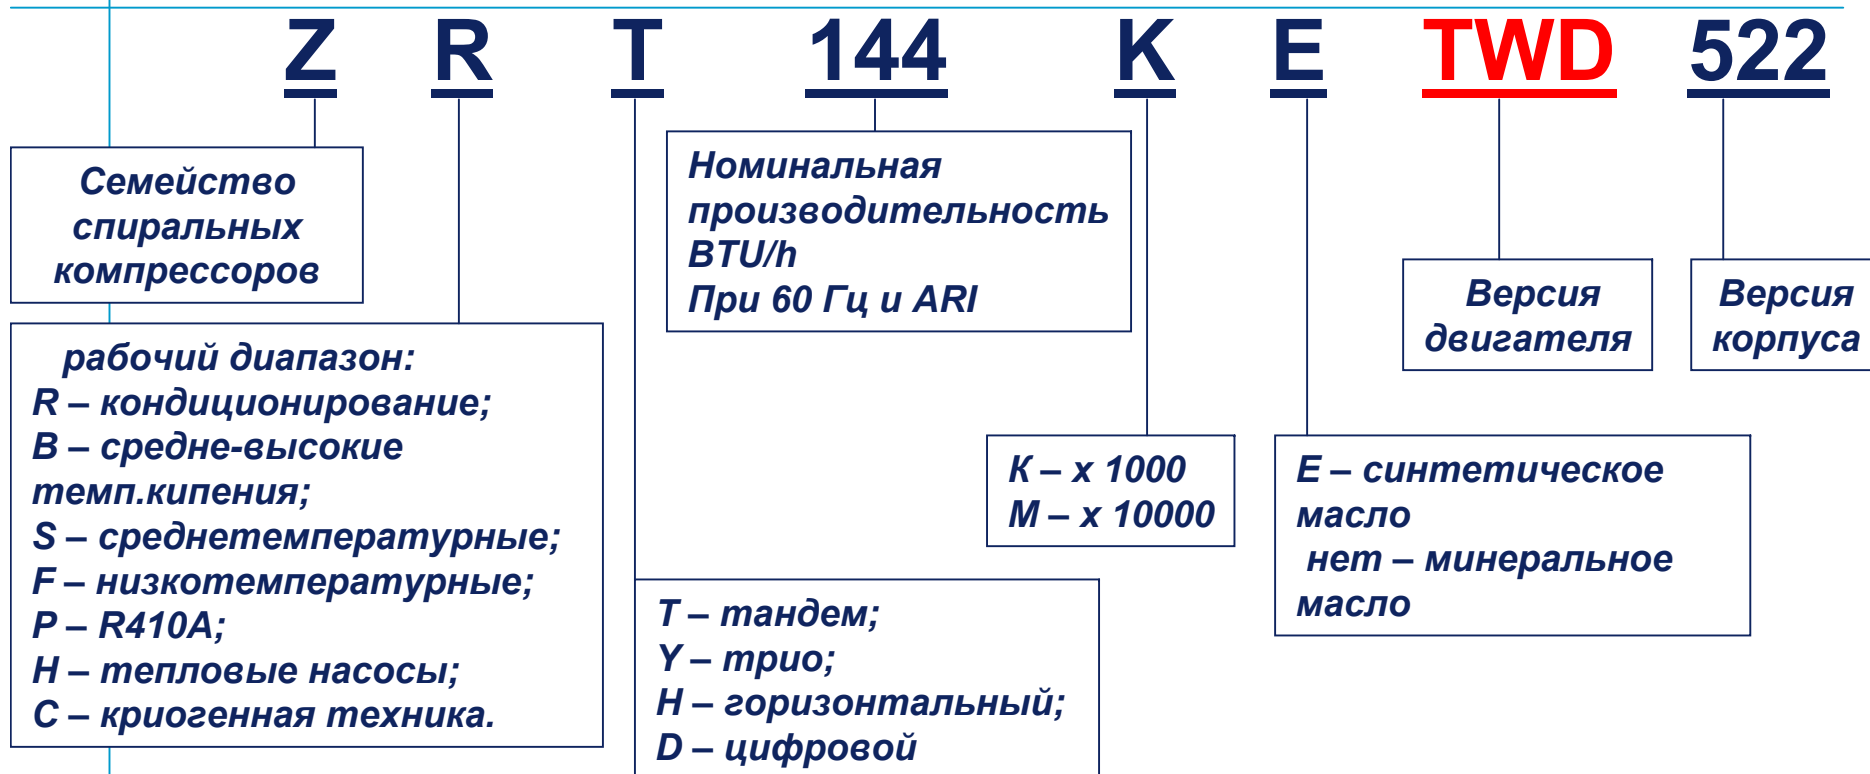 Z R T 144 K E TWD 522
Семейство
спиральных
компрессоров
Номинальная
производительность
BTU/h
При 60 Гц и ARI
Версия
двигателя
Версия
корпуса
рабочий диапазон:
R – кондиционирование;
B – средне-высокие
темп.кипения;
S – среднетемпературные;
F – низкотемпературные;
P – R410A;
H – тепловые насосы;
C – криогенная техника.
К – х 1000
М – х 10000
E – синтетическое
масло
нет – минеральное
масло
T – тандем;
Y – трио;
H – горизонтальный;
D – цифровой